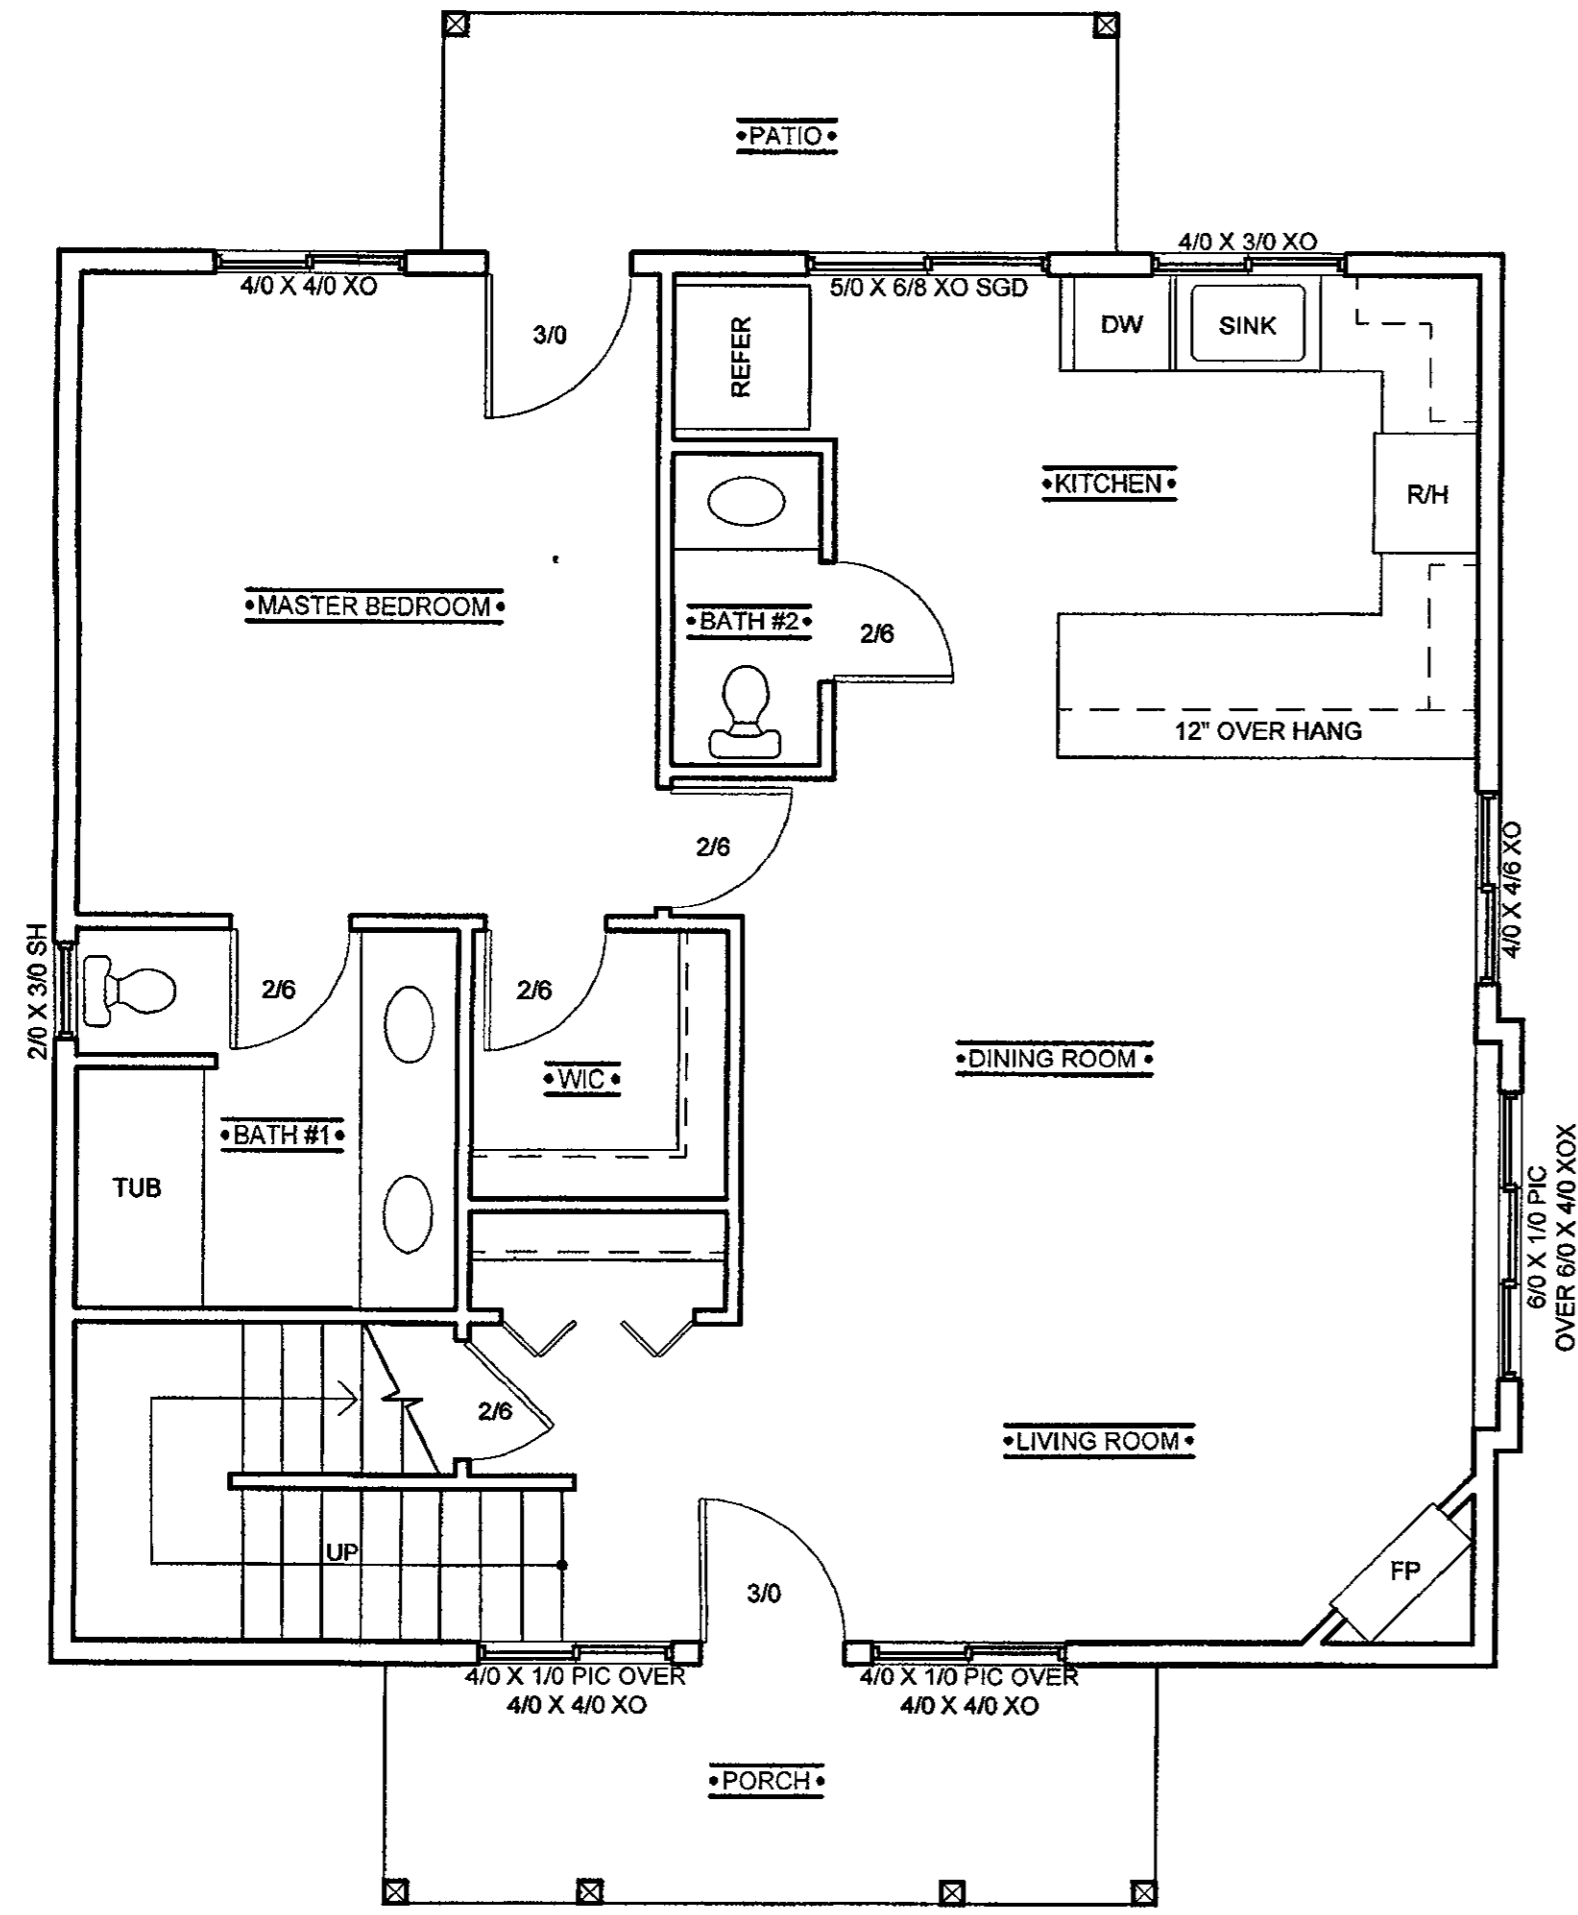 •PATIO•
4/0 X 3/0 XO
4/0 X 4/0 XO
5/0 X 6/8 XO SGD
3/0
REFER
DW
SINK
•KITCHEN•
R/H
•MASTER BEDROOM•
•BATH #2•
2/6
12" OVER HANG
2/6
4/0 X 4/6 XO
2/0 X 3/0 SH
2/6
2/6
•DINING ROOM•
•WIC•
•BATH #1•
TUB
6/0 X 1/0 PIC
OVER 6/0 X 4/0 XOX
2/6
•LIVING ROOM•
UP
3/0
FP
4/0 X 1/0 PIC OVER
4/0 X 4/0 XO
4/0 X 1/0 PIC OVER
4/0 X 4/0 XO
•PORCH•